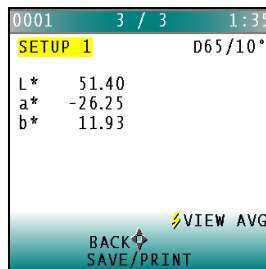 0001 3 / 3 1:35
SETUP 1 D65/10°
L* 51.40
a* -26.25
b* 11.93
VIEW AVG
BACK
SAVE/PRINT